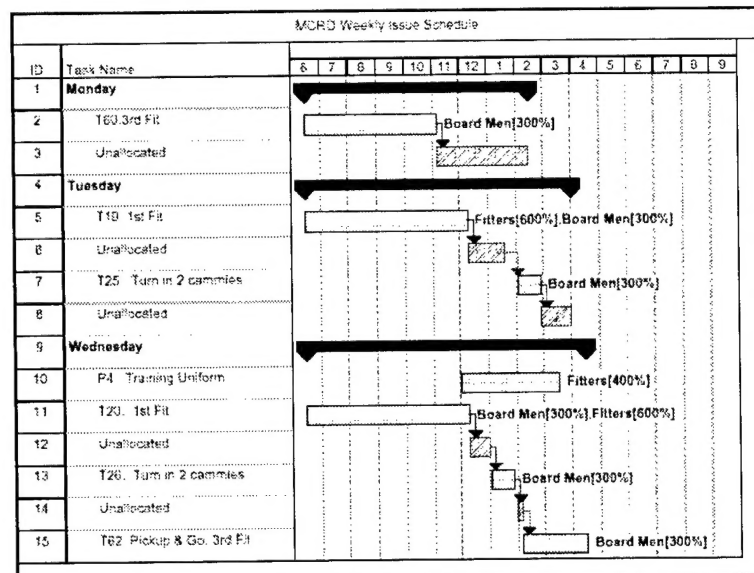 MCRD Weekly Issue Schedule
ID Task Name 6 7 8 9 10 11 12 1 2 3 4 5 6 7 8 9
1 Monday
2 T60. 3rd Fit Board Men[300%]
3 Unallocated
4 Tuesday
5 T19. 1st Fit Fitters[600%],Board Men[300%]
6 Unallocated
7 T25. Turn in 2 cammies Board Men[300%]
8 Unallocated
9 Wednesday
10 P4. Training Uniform Fitters[400%]
11 T20. 1st Fit Board Men[300%],Fitters[600%]
12 Unallocated
13 T26. Turn in 2 cammies Board Men[300%]
14 Unallocated
15 T62. Pickup & Go. 3rd Fit Board Men[300%]